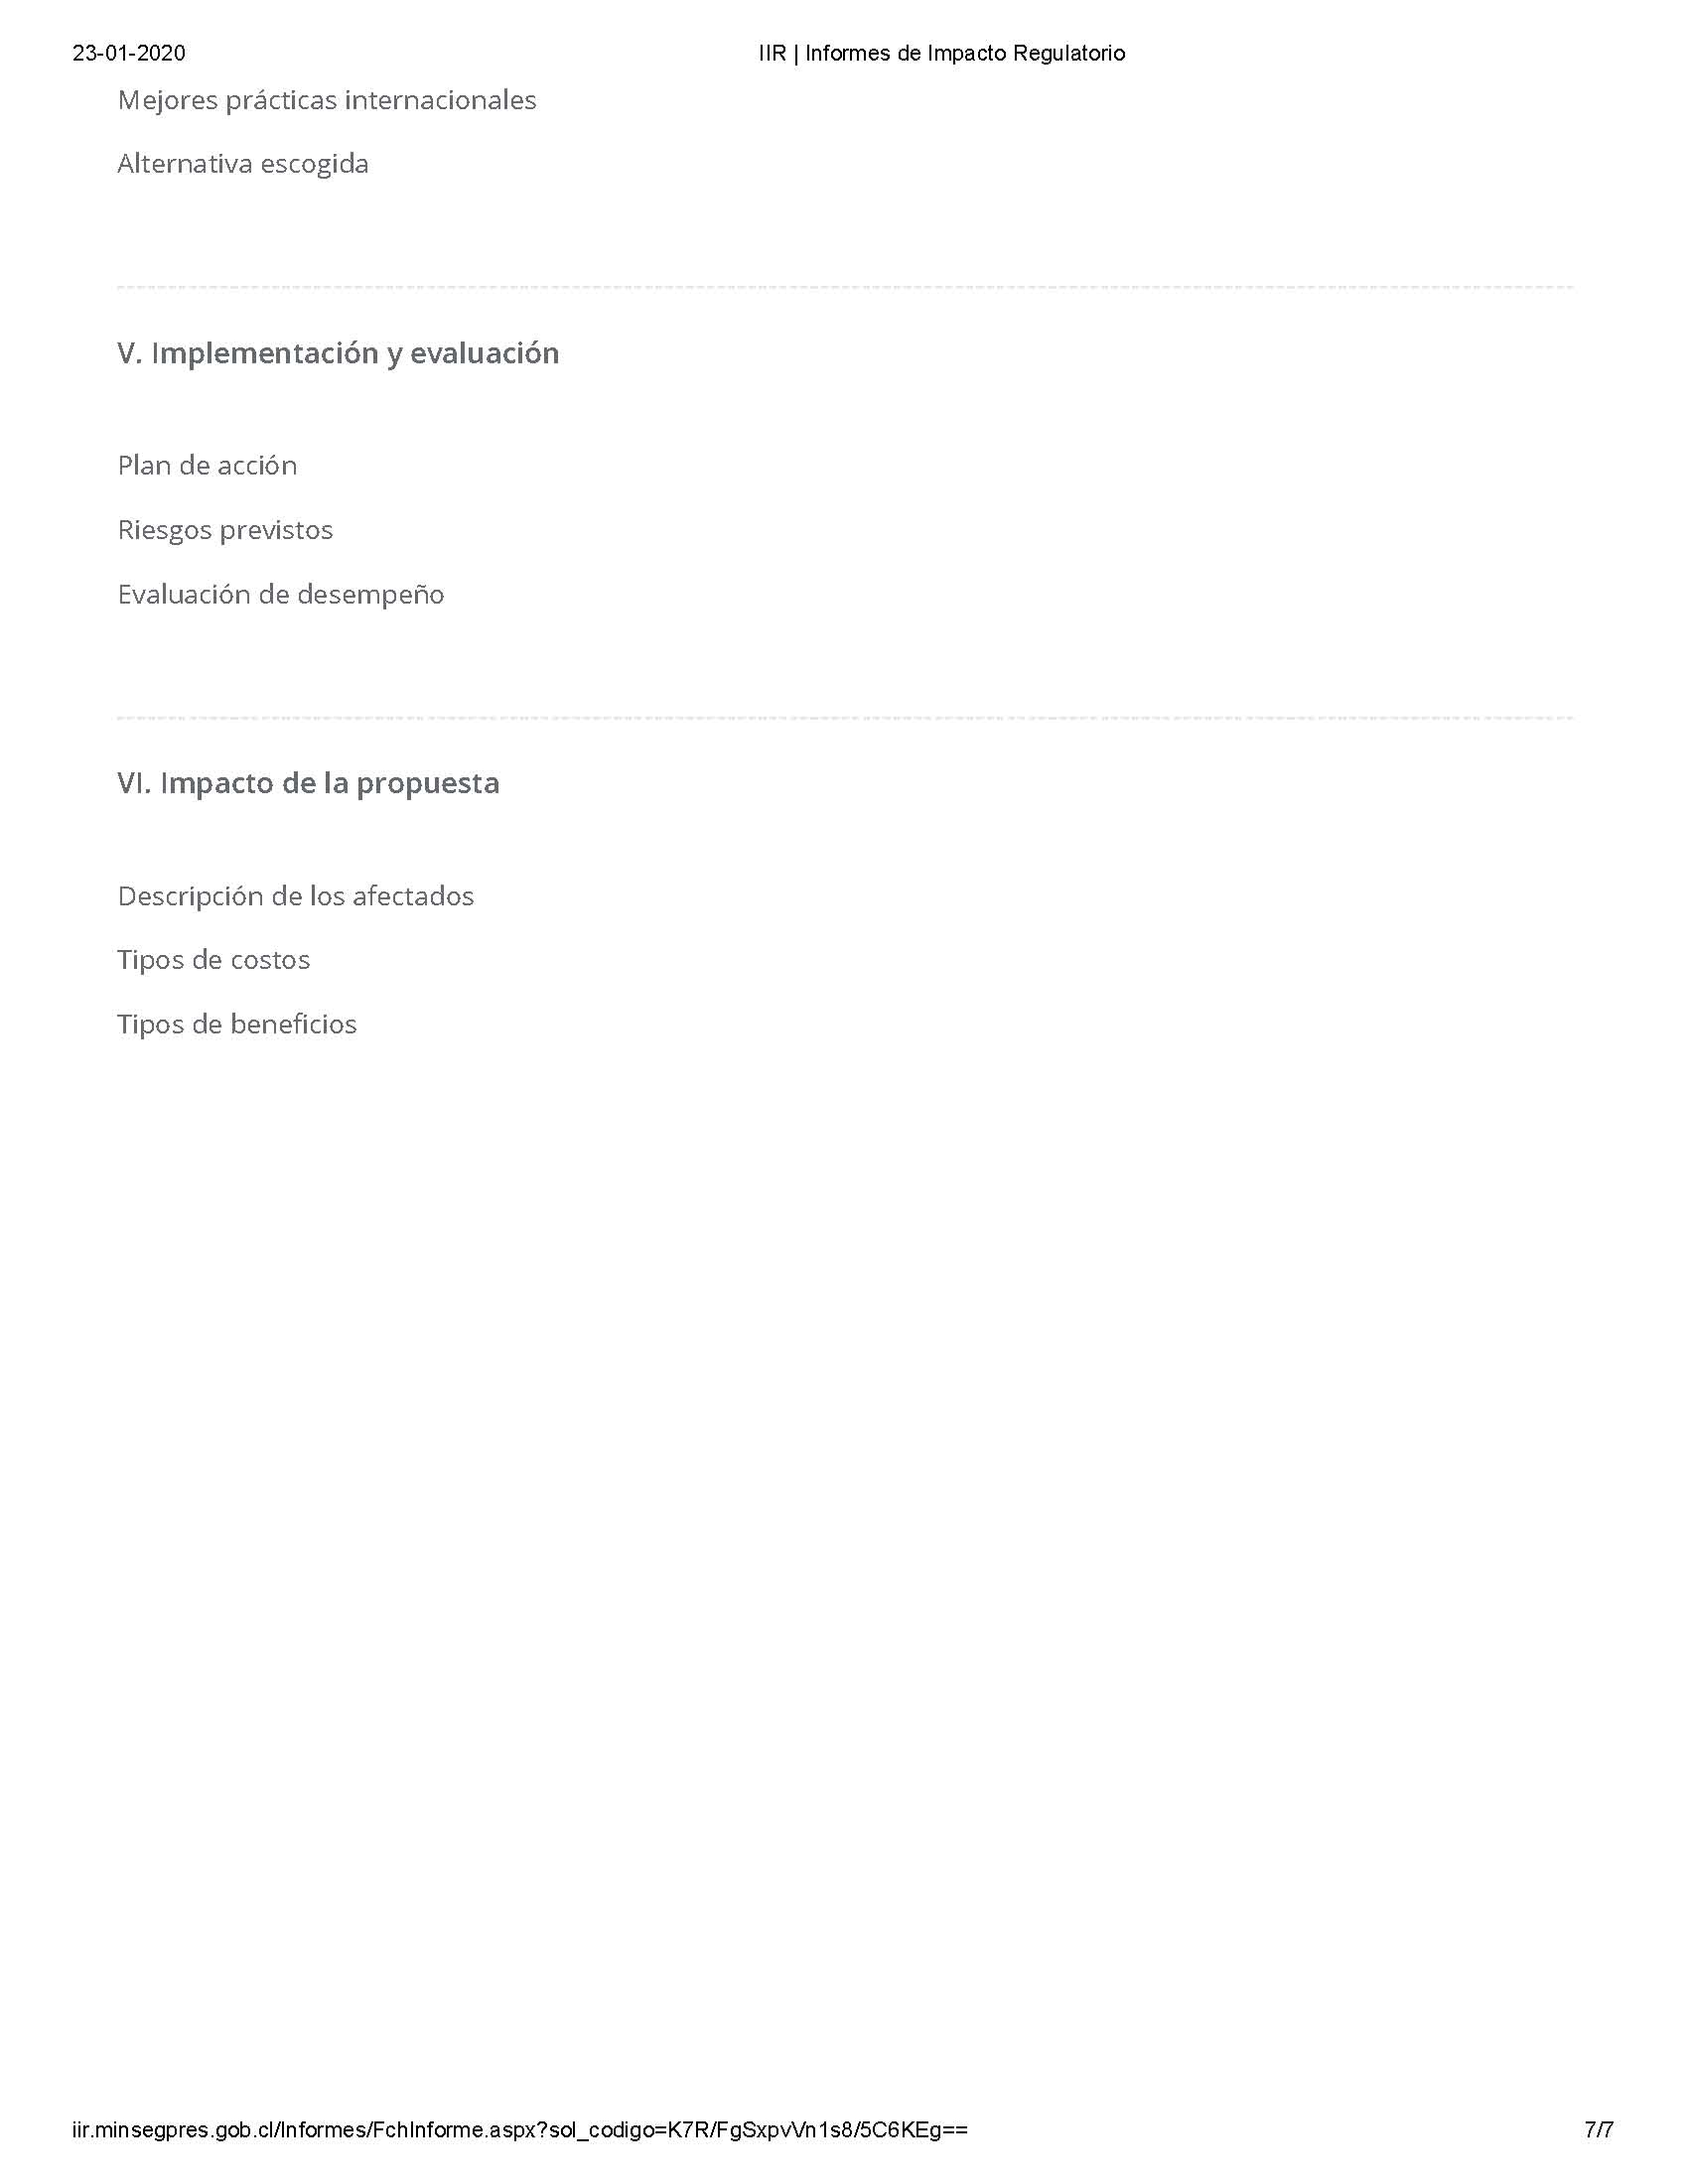 23-01-2020 IIR | Informes de Impacto Regulatorio
Mejores prácticas internacionales
Alternativa escogida
V. Implementación y evaluación
Plan de acción
Riesgos previstos
Evaluación de desempeño
VI. Impacto de la propuesta
Descripción de los afectados
Tipos de costos
Tipos de beneficios
iir.minsegpres.gob.cl/Informes/FchInforme.aspx?sol_codigo=K7R/FgSxpvVn1s8/5C6KEg== 7/7